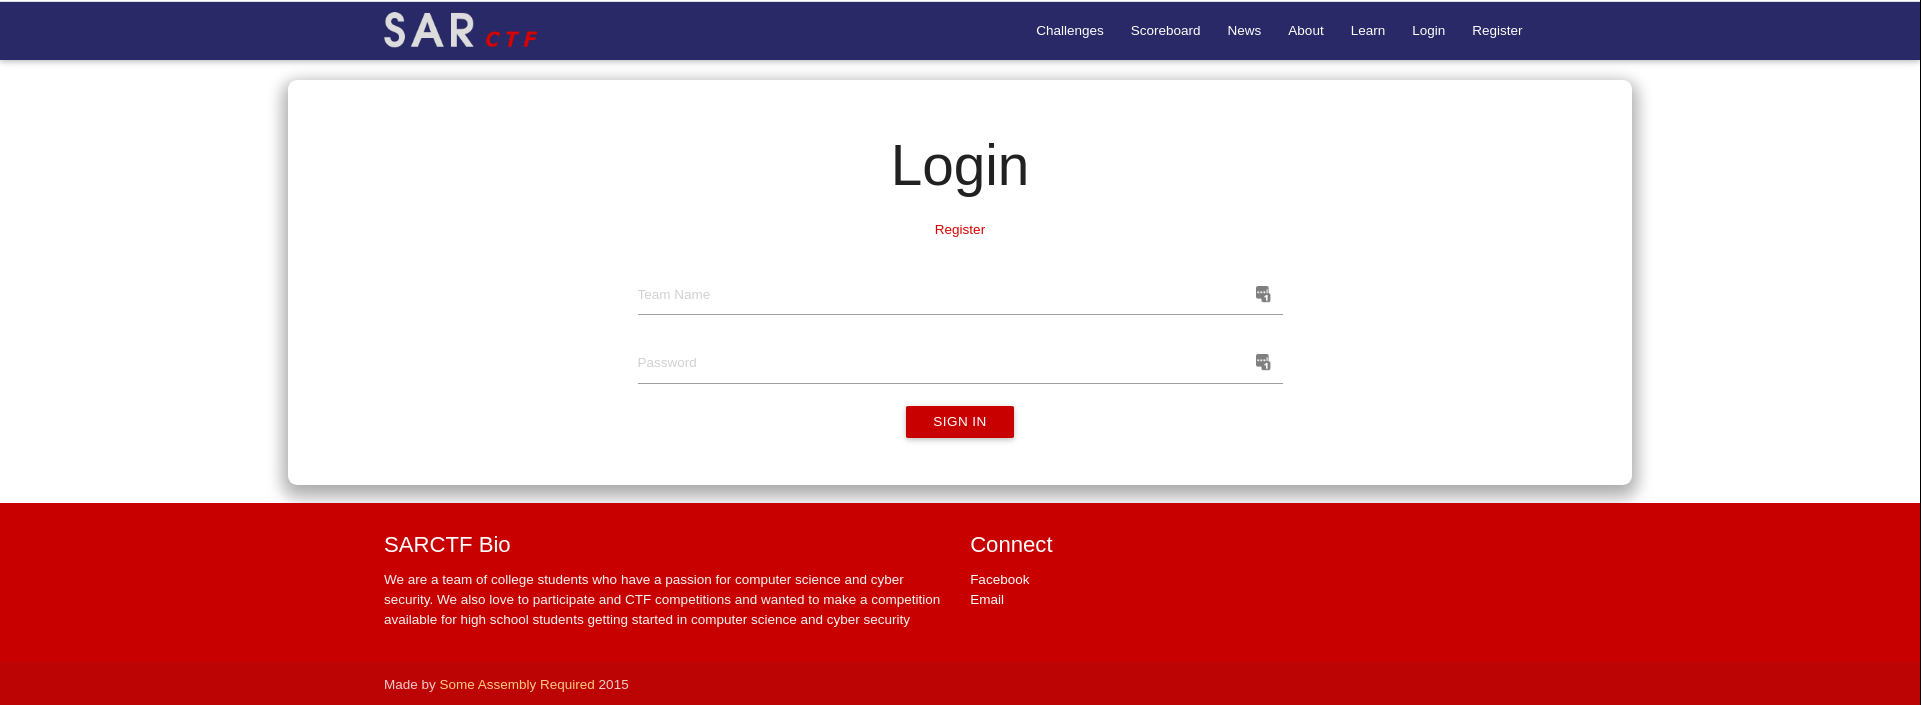 SAR CTF
Challenges Scoreboard News About Learn Login Register
Login
Register
Team Name
Password
SIGN IN
SARCTF Bio
We are a team of college students who have a passion for computer science and cyber
security. We also love to participate and CTF competitions and wanted to make a competition
available for high school students getting started in computer science and cyber security
Connect
Facebook
Email
Made by Some Assembly Required 2015